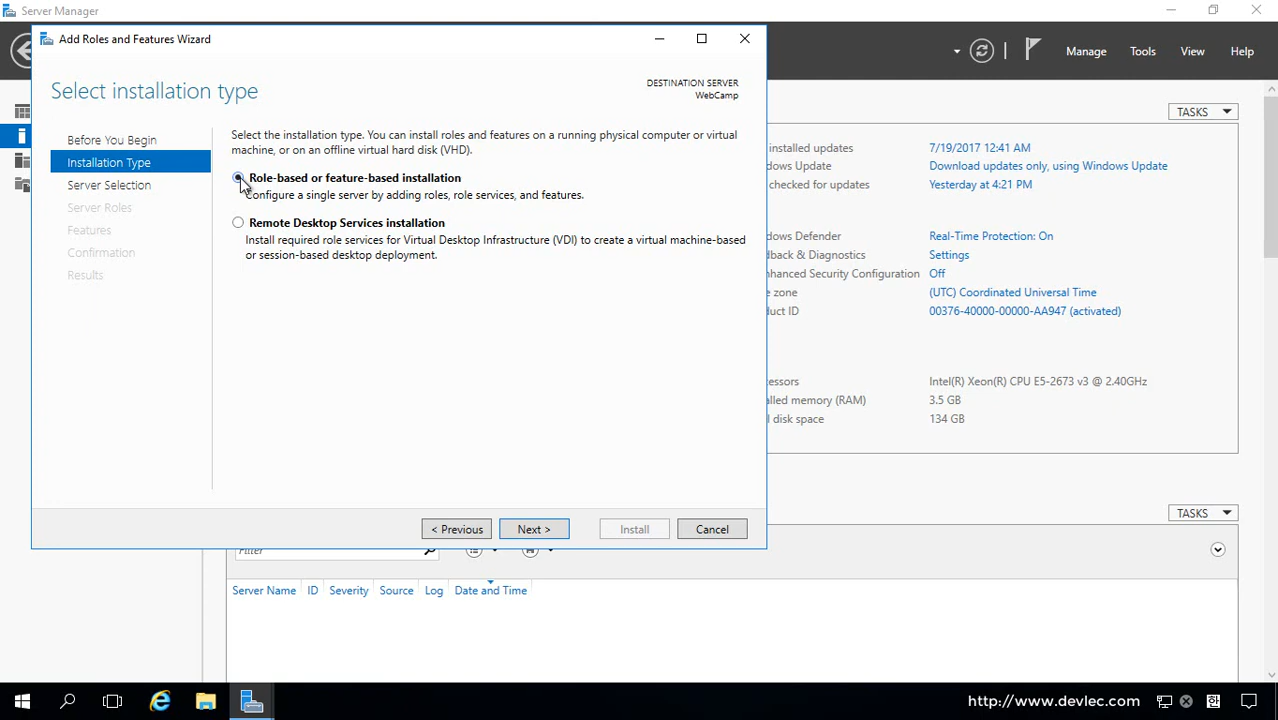 Server Manager
Manage Tools View Help
Add Roles and Features Wizard
Select installation type
DESTINATION SERVER
WebCamp
Before You Begin
Installation Type
Server Selection
Server Roles
Features
Confirmation
Results
Select the installation type. You can install roles and features on a running physical computer or virtual
machine, or on an offline virtual hard disk (VHD).
Role-based or feature-based installation
Configure a single server by adding roles, role services, and features.
Remote Desktop Services installation
Install required role services for Virtual Desktop Infrastructure (VDI) to create a virtual machine-based
or session-based desktop deployment.
< Previous Next > Install Cancel
TASKS
installed updates 7/19/2017 12:41 AM
dows Update Download updates only, using Windows Update
checked for updates Yesterday at 4:21 PM
dows Defender Real-Time Protection: On
dback & Diagnostics Settings
hanced Security Configuration Off
e zone (UTC) Coordinated Universal Time
duct ID 00376-40000-00000-AA947 (activated)
essors Intel(R) Xeon(R) CPU E5-2673 v3 @ 2.40GHz
alled memory (RAM) 3.5 GB
l disk space 134 GB
TASKS
Filter
Server Name ID Severity Source Log Date and Time
http://www.devlec.com
한